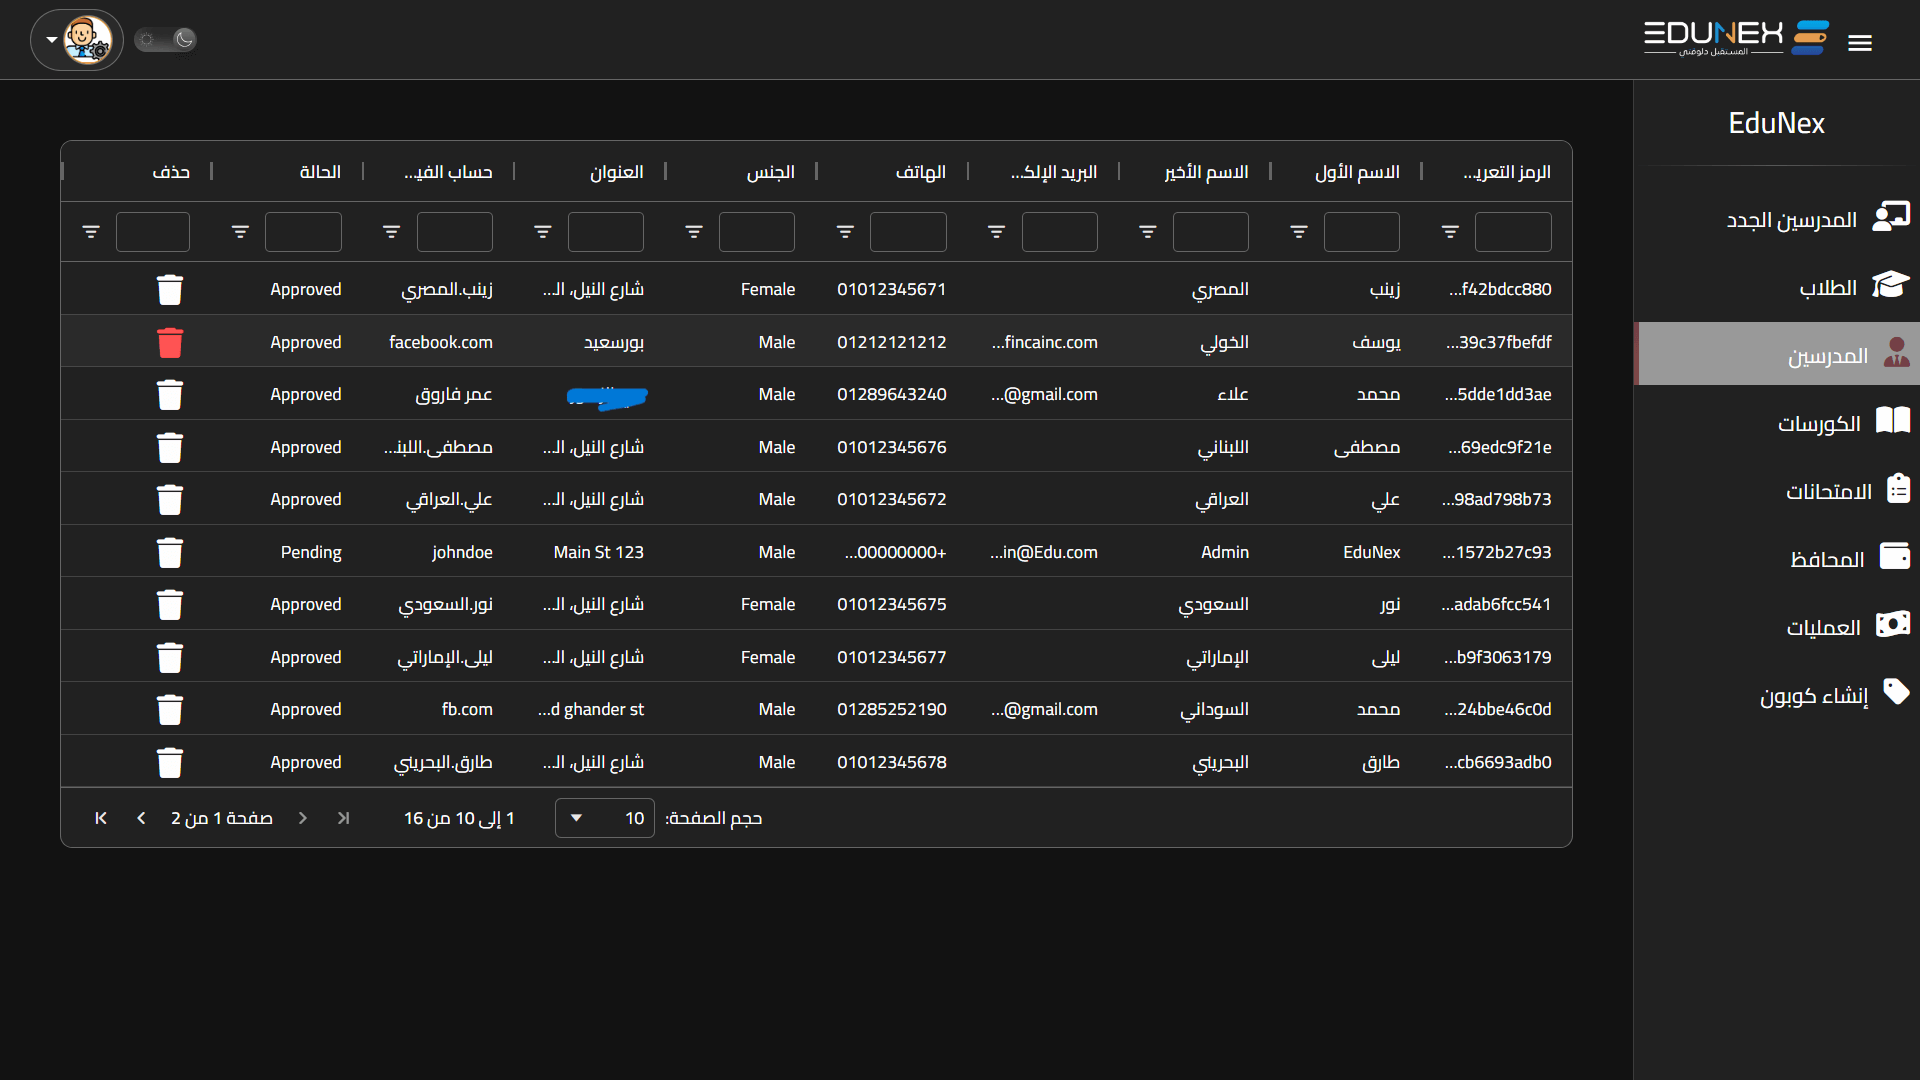 EDUNEX
المستقبل دلوقتي
EduNex
المدرسين الجدد
الطلاب
المدرسين
الكورسات
الامتحانات
المحافظ
العمليات
إنشاء كوبون
الرمز التعريـ... الاسم الأول الاسم الأخير البريد الإلكـ... الهاتف الجنس العنوان حساب الفيـ... الحالة حذف
...f42bdcc880 زينب المصري 01012345671 Female شارع النيل، الـ... زينب.المصري Approved
...39c37fbefdf يوسف الخولي ...fincainc.com 01212121212 Male بورسعيد facebook.com Approved
...5dde1dd3ae محمد علاء ...@gmail.com 01289643240 Male عمر فاروق Approved
...69edc9f21e مصطفى اللبناني 01012345676 Male شارع النيل، الـ... مصطفى.اللبنـ... Approved
...98ad798b73 علي العراقي 01012345672 Male شارع النيل، الـ... علي.العراقي Approved
...1572b27c93 EduNex Admin ...in@Edu.com ...00000000+ Male Main St 123 johndoe Pending
...adab6fcc541 نور السعودي 01012345675 Female شارع النيل، الـ... نور.السعودي Approved
...b9f3063179 ليلى الإماراتي 01012345677 Female شارع النيل، الـ... ليلى.الإماراتي Approved
...24bbe46c0d محمد السوداني ...@gmail.com 01285252190 Male ...d ghander st fb.com Approved
...cb6693adb0 طارق البحريني 01012345678 Male شارع النيل، الـ... طارق.البحريني Approved
حجم الصفحة: 10 1 إلى 10 من 16 صفحة 1 من 2